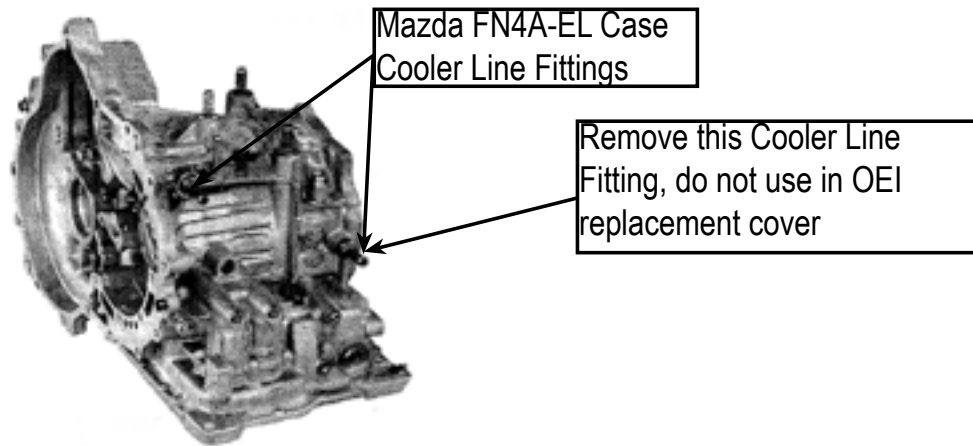 Mazda FN4A-EL Case
Cooler Line Fittings
Remove this Cooler Line
Fitting, do not use in OEI
replacement cover